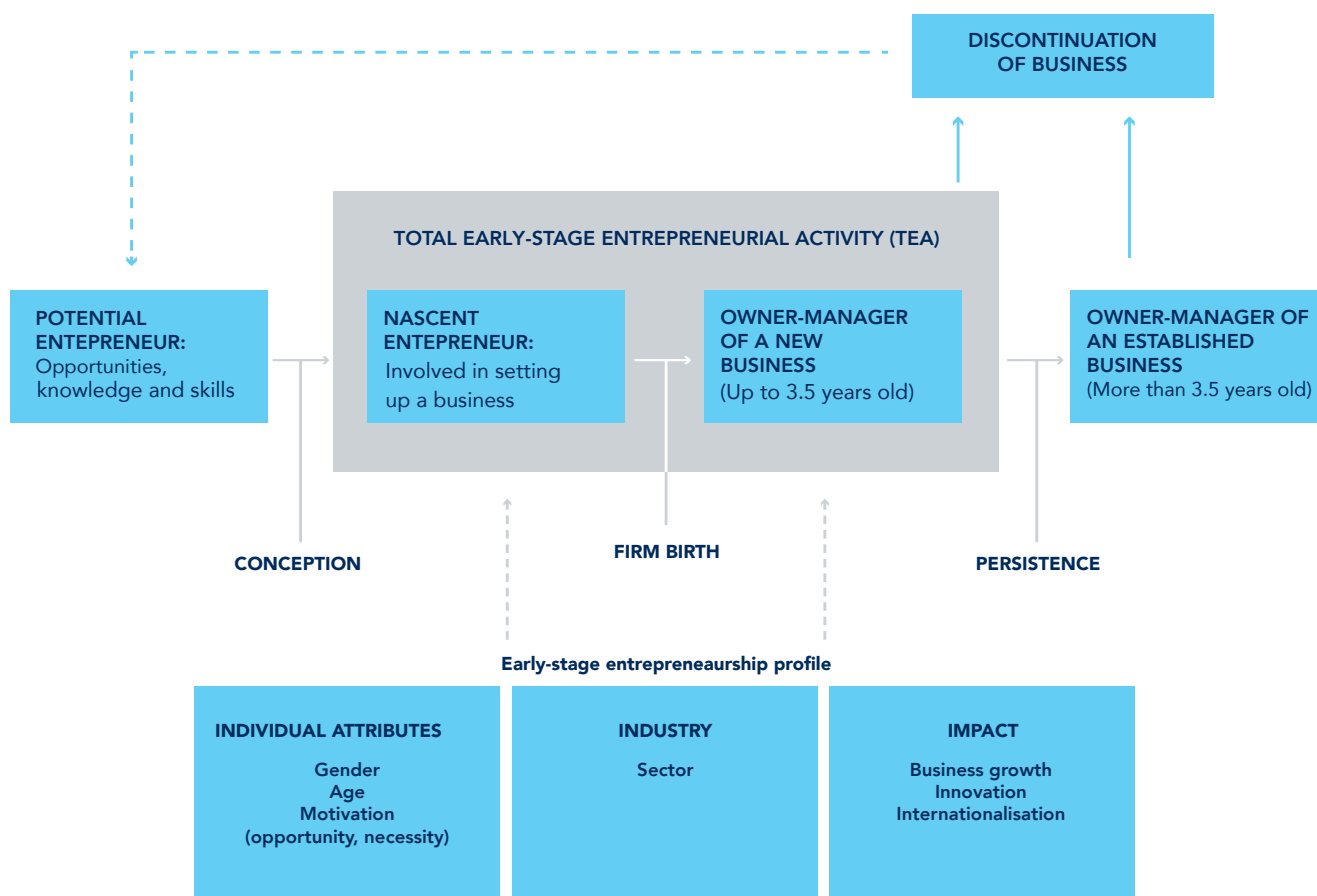 DISCONTINUATION
OF BUSINESS
TOTAL EARLY-STAGE ENTREPRENEURIAL ACTIVITY (TEA)
POTENTIAL
ENTEPRENEUR:
Opportunities,
knowledge and skills
NASCENT
ENTEPRENEUR:
Involved in setting
up a business
OWNER-MANAGER
OF A NEW
BUSINESS
(Up to 3.5 years old)
OWNER-MANAGER OF
AN ESTABLISHED
BUSINESS
(More than 3.5 years old)
CONCEPTION
FIRM BIRTH
PERSISTENCE
Early-stage entrepreneaurship profile
INDIVIDUAL ATTRIBUTES
Gender
Age
Motivation
(opportunity, necessity)
INDUSTRY
Sector
IMPACT
Business growth
Innovation
Internationalisation